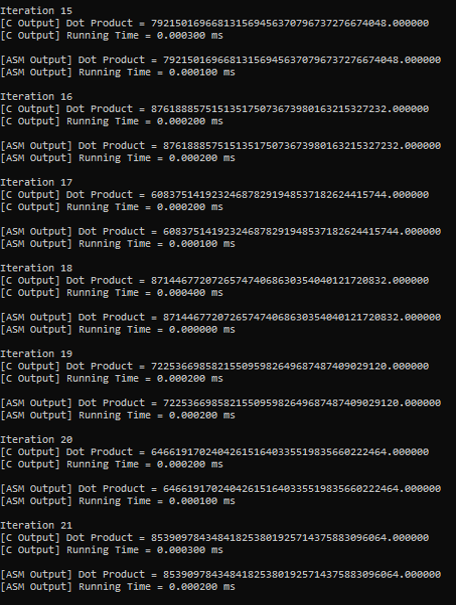 Iteration 15
[C Output] Dot Product = 79215016966813156945637079673727667​4048.000000
[C Output] Running Time = 0.000300 ms
[ASM Output] Dot Product = 792150169668131569456370796737276674048.000000
[ASM Output] Running Time = 0.000100 ms
Iteration 16
[C Output] Dot Product = 876188857515135175073673980163215327232.000000
[C Output] Running Time = 0.000200 ms
[ASM Output] Dot Product = 876188857515135175073673980163215327232.000000
[ASM Output] Running Time = 0.000200 ms
Iteration 17
[C Output] Dot Product = 608375141923246878291948537182624415744.000000
[C Output] Running Time = 0.000200 ms
[ASM Output] Dot Product = 608375141923246878291948537182624415744.000000
[ASM Output] Running Time = 0.000100 ms
Iteration 18
[C Output] Dot Product = 871446772072657474068630354040121720832.000000
[C Output] Running Time = 0.000400 ms
[ASM Output] Dot Product = 871446772072657474068630354040121720832.000000
[ASM Output] Running Time = 0.000000 ms
Iteration 19
[C Output] Dot Product = 722536698582155095982649687487409029120.000000
[C Output] Running Time = 0.000200 ms
[ASM Output] Dot Product = 722536698582155095982649687487409029120.000000
[ASM Output] Running Time = 0.000200 ms
Iteration 20
[C Output] Dot Product = 646619170240426151640335519835660222464.000000
[C Output] Running Time = 0.000200 ms
[ASM Output] Dot Product = 646619170240426151640335519835660222464.000000
[ASM Output] Running Time = 0.000100 ms
Iteration 21
[C Output] Dot Product = 853909784348418253801925714375883096064.000000
[C Output] Running Time = 0.000300 ms
[ASM Output] Dot Product = 853909784348418253801925714375883096064.000000
[ASM Output] Running Time = 0.000200 ms